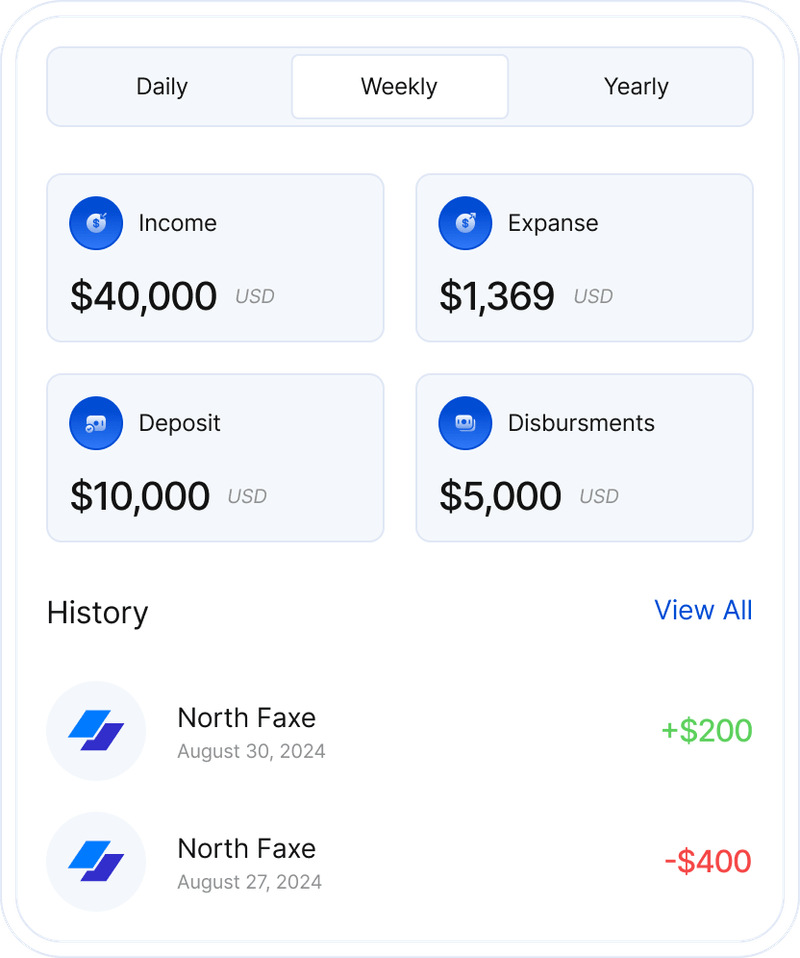 Daily Weekly Yearly
Income
$40,000 USD
Expanse
$1,369 USD
Deposit
$10,000 USD
Disbursments
$5,000 USD
History View All
North Faxe
August 30, 2024
+$200
North Faxe
August 27, 2024
-$400